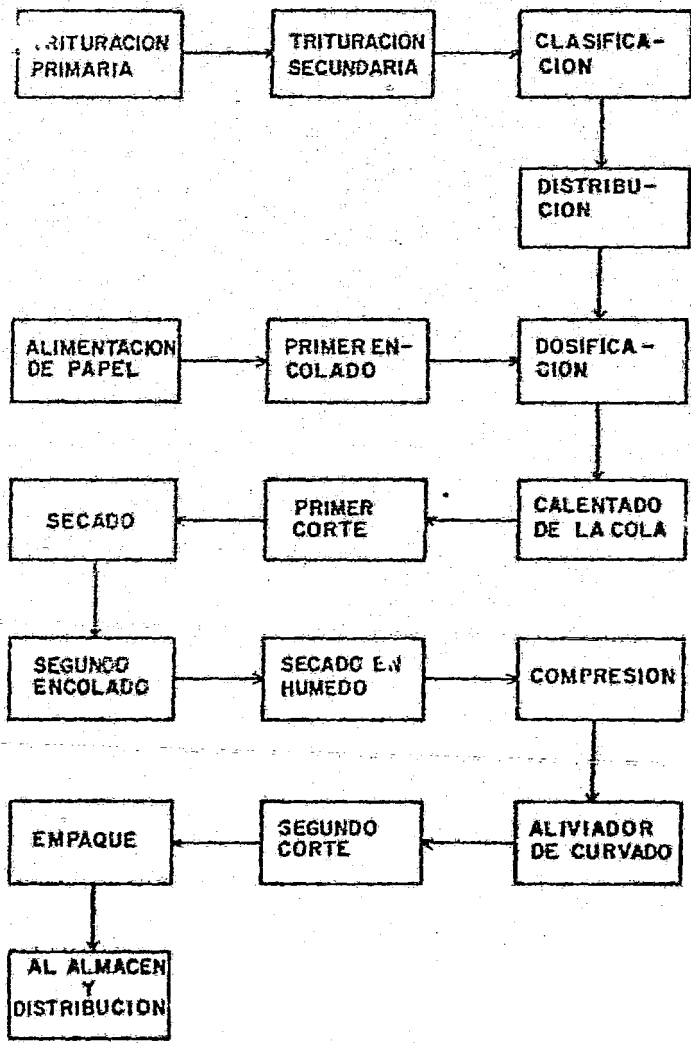 TRITURACION
PRIMARIA
TRITURACION
SECUNDARIA
CLASIFICA-
CION
DISTRIBU-
CION
ALIMENTACION
DE PAPEL
PRIMER EN-
COLADO
DOSIFICA-
CION
SECADO
PRIMER
CORTE
CALENTADO
DE LA COLA
SEGUNDO
ENCOLADO
SECADO EN
HUMEDO
COMPRESION
EMPAQUE
SEGUNDO
CORTE
ALIVIADOR
DE CURVADO
AL ALMACEN
Y
DISTRIBUCION